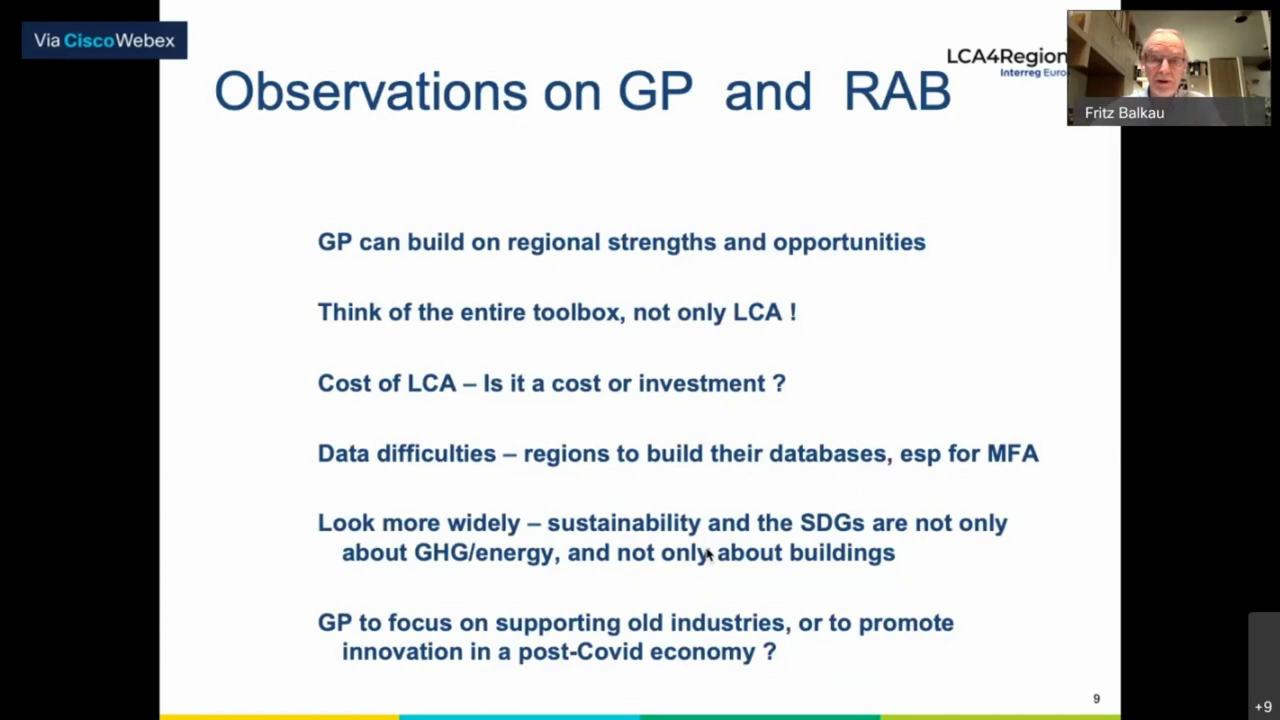 Via Cisco Webex
LCA4Region
Interreg Euro
Observations on GP and RAB
Fritz Balkau
GP can build on regional strengths and opportunities
Think of the entire toolbox, not only LCA !
Cost of LCA – Is it a cost or investment ?
Data difficulties – regions to build their databases, esp for MFA
Look more widely – sustainability and the SDGs are not only
about GHG/energy, and not only about buildings
GP to focus on supporting old industries, or to promote
innovation in a post-Covid economy ?
9
+9